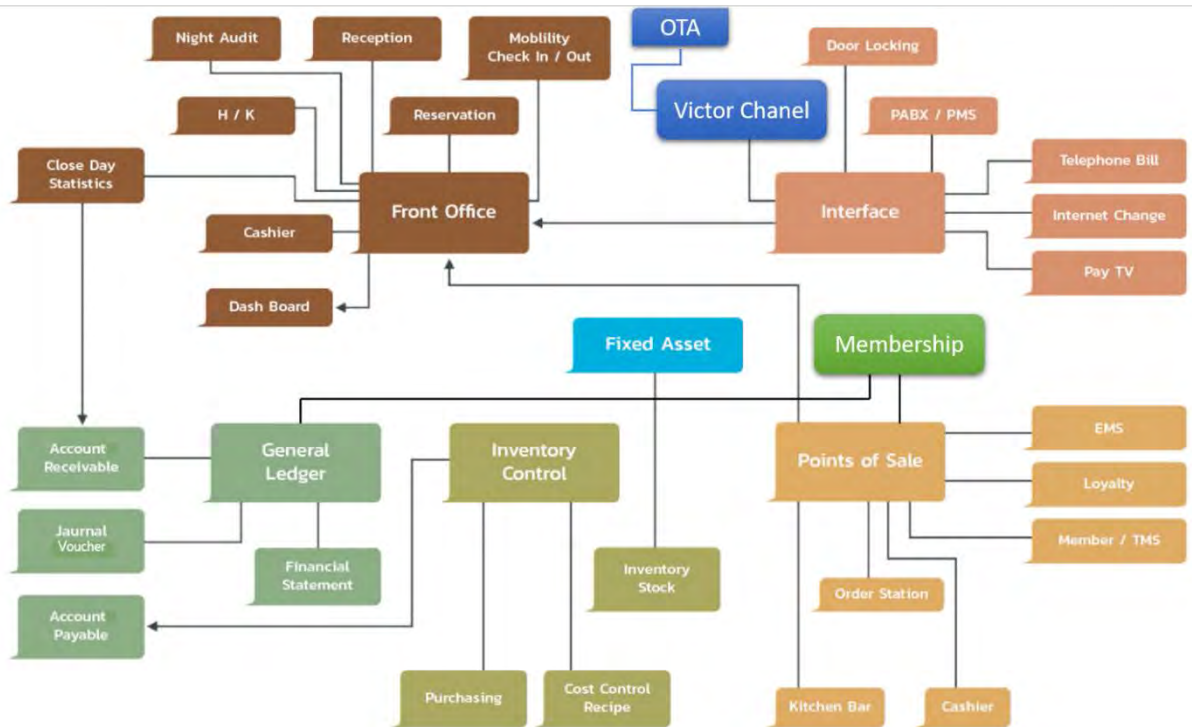 Night Audit
Reception
Moblility
Check In / Out
OTA
Door Locking
H / K
Reservation
Victor Chanel
PABX / PMS
Close Day
Statistics
Front Office
Interface
Telephone Bill
Internet Change
Pay TV
Cashier
Dash Board
Fixed Asset
Membership
Account
Receivable
General
Ledger
Inventory
Control
Points of Sale
EMS
Loyalty
Member / TMS
Jaurnal
Voucher
Financial
Statement
Inventory
Stock
Order Station
Account
Payable
Purchasing
Cost Control
Recipe
Kitchen Bar
Cashier